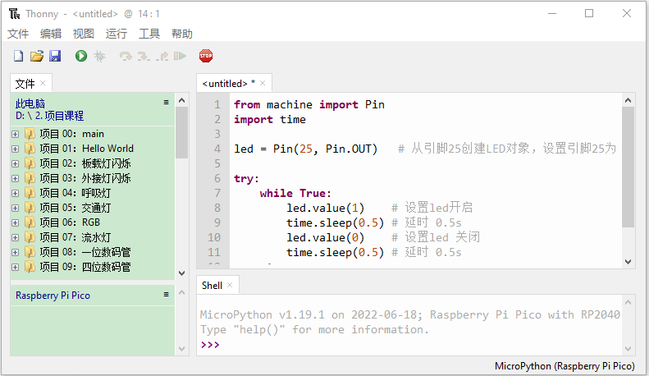 Thonny - <untitled> @ 14 : 1
文件 编辑 视图 运行 工具 帮助
STOP
文件
此电脑
D: \ 2. 项目课程
项目 00：main
项目 01：Hello World
项目 02：板载灯闪烁
项目 03：外接灯闪烁
项目 04：呼吸灯
项目 05：交通灯
项目 06：RGB
项目 07：流水灯
项目 08：一位数码管
项目 09：四位数码管
Raspberry Pi Pico
<untitled> *
1 from machine import Pin
2 import time
3
4 led = Pin(25, Pin.OUT) # 从引脚25创建LED对象，设置引脚25为
5
6 try:
7 while True:
8 led.value(1) # 设置led开启
9 time.sleep(0.5) # 延时 0.5s
10 led.value(0) # 设置led 关闭
11 time.sleep(0.5) # 延时 0.5s
Shell
MicroPython v1.19.1 on 2022-06-18; Raspberry Pi Pico with RP2040
Type "help()" for more information.
>>>
MicroPython (Raspberry Pi Pico)